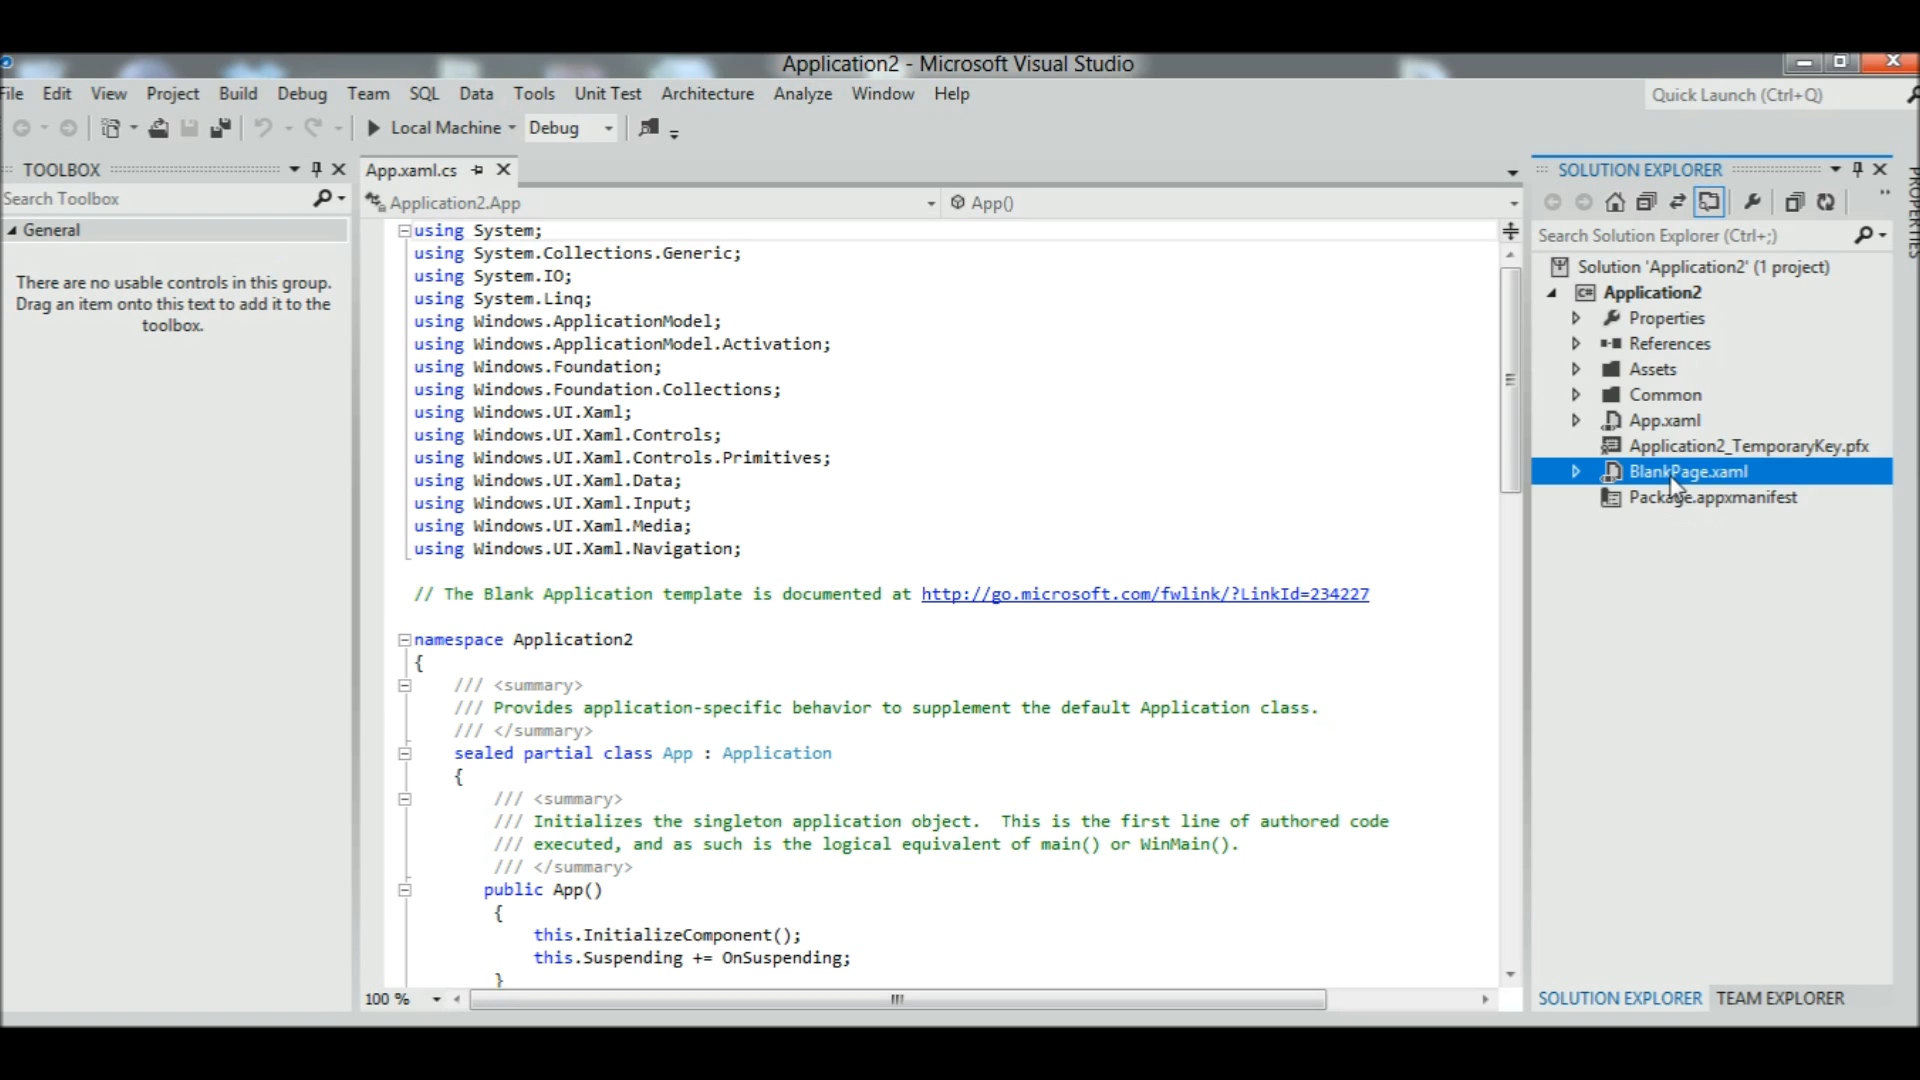 Application2 - Microsoft Visual Studio
File Edit View Project Build Debug Team SQL Data Tools Unit Test Architecture Analyze Window Help
Quick Launch (Ctrl+Q)
Local Machine Debug
TOOLBOX
Search Toolbox
General
There are no usable controls in this group.
Drag an item onto this text to add it to the
toolbox.
App.xaml.cs
Application2.App App()
using System;
using System.Collections.Generic;
using System.IO;
using System.Linq;
using Windows.ApplicationModel;
using Windows.ApplicationModel.Activation;
using Windows.Foundation;
using Windows.Foundation.Collections;
using Windows.UI.Xaml;
using Windows.UI.Xaml.Controls;
using Windows.UI.Xaml.Controls.Primitives;
using Windows.UI.Xaml.Data;
using Windows.UI.Xaml.Input;
using Windows.UI.Xaml.Media;
using Windows.UI.Xaml.Navigation;
// The Blank Application template is documented at http://go.microsoft.com/fwlink/?LinkId=234227
namespace Application2
{
/// <summary>
/// Provides application-specific behavior to supplement the default Application class.
/// </summary>
sealed partial class App : Application
{
/// <summary>
/// Initializes the singleton application object.  This is the first line of authored code
/// executed, and as such is the logical equivalent of main() or WinMain().
/// </summary>
public App()
{
this.InitializeComponent();
this.Suspending += OnSuspending;
}
100 %
SOLUTION EXPLORER
Search Solution Explorer (Ctrl+;)
Solution 'Application2' (1 project)
C# Application2
Properties
References
Assets
Common
App.xaml
Application2_TemporaryKey.pfx
BlankPage.xaml
Package.appxmanifest
SOLUTION EXPLORER TEAM EXPLORER
PROPERTIES